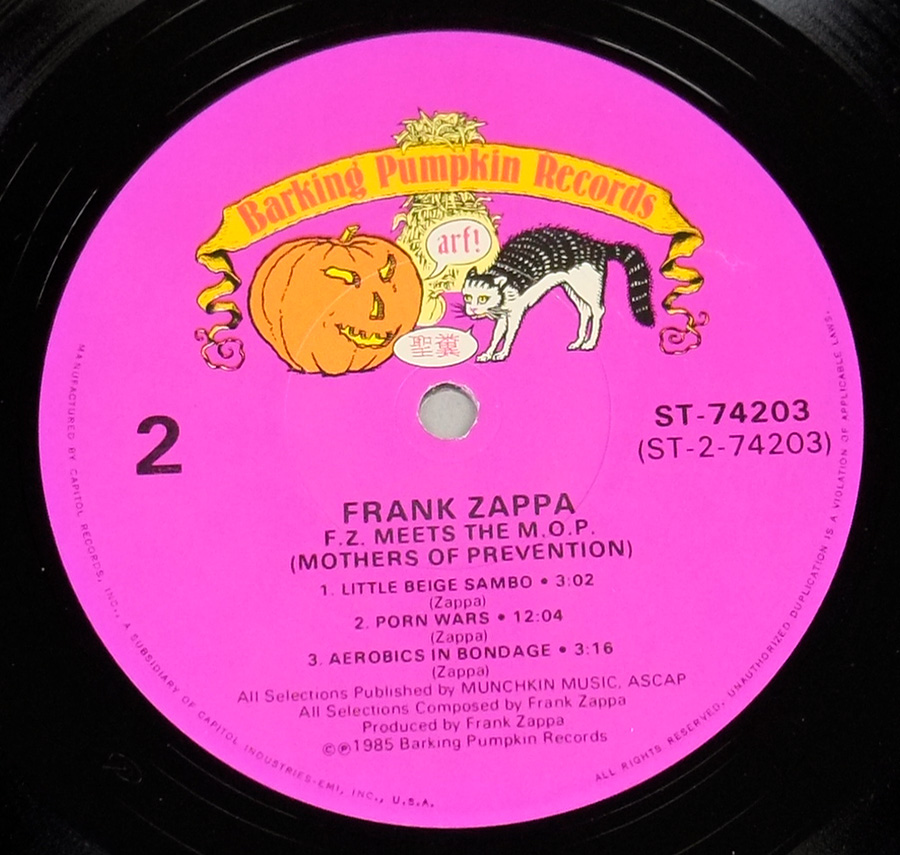 Barking Pumpkin Records
arf!
聖糞
2
ST-74203
(ST-2-74203)
FRANK ZAPPA
F.Z. MEETS THE M.O.P.
(MOTHERS OF PREVENTION)
1. LITTLE BEIGE SAMBO • 3:02
(Zappa)
2. PORN WARS • 12:04
(Zappa)
3. AEROBICS IN BONDAGE • 3:16
(Zappa)
All Selections Published by MUNCHKIN MUSIC, ASCAP
All Selections Composed by Frank Zappa
Produced by Frank Zappa
©℗1985 Barking Pumpkin Records
MANUFACTURED BY CAPITOL RECORDS, INC., A SUBSIDIARY OF CAPITOL INDUSTRIES-EMI, INC., U.S.A.
ALL RIGHTS RESERVED. UNAUTHORIZED DUPLICATION IS A VIOLATION OF APPLICABLE LAWS.